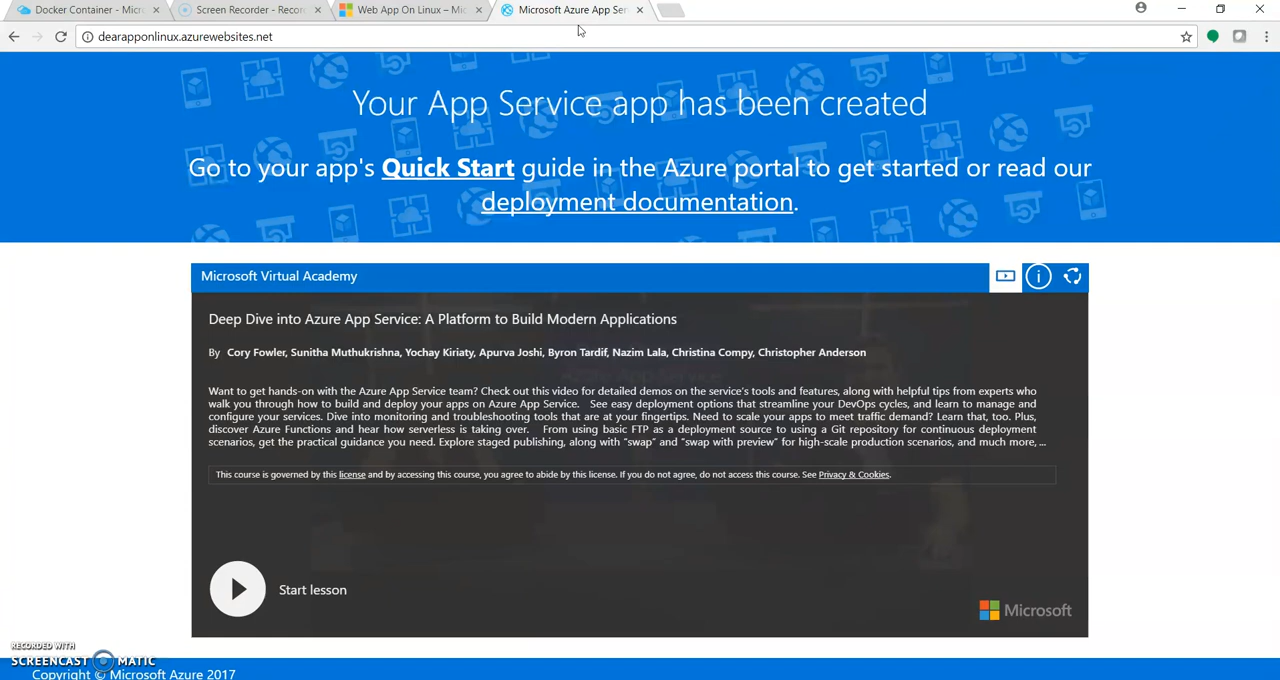 Docker Container - Micro
Screen Recorder - Record
Web App On Linux – Mic
Microsoft Azure App Ser
dearapponlinux.azurewebsites.net
Your App Service app has been created
Go to your app's Quick Start guide in the Azure portal to get started or read our
deployment documentation.
Microsoft Virtual Academy
Deep Dive into Azure App Service: A Platform to Build Modern Applications
By Cory Fowler, Sunitha Muthukrishna, Yochay Kiriaty, Apurva Joshi, Byron Tardif, Nazim Lala, Christina Compy, Christopher Anderson
Want to get hands-on with the Azure App Service team? Check out this video for detailed demos on the service's tools and features, along with helpful tips from experts who
walk you through how to build and deploy your apps on Azure App Service. See easy deployment options that streamline your DevOps cycles, and learn to manage and
configure your services. Dive into monitoring and troubleshooting tools that are at your fingertips. Need to scale your apps to meet traffic demand? Learn that, too. Plus,
discover Azure Functions and hear how serverless is taking over. From using basic FTP as a deployment source to using a Git repository for continuous deployment
scenarios, get the practical guidance you need. Explore staged publishing, along with "swap" and "swap with preview" for high-scale production scenarios, and much more, ...
This course is governed by this license and by accessing this course, you agree to abide by this license. If you do not agree, do not access this course. See Privacy & Cookies.
Start lesson
Microsoft
RECORDED WITH
SCREENCAST MATIC
Copyright © Microsoft Azure 2017